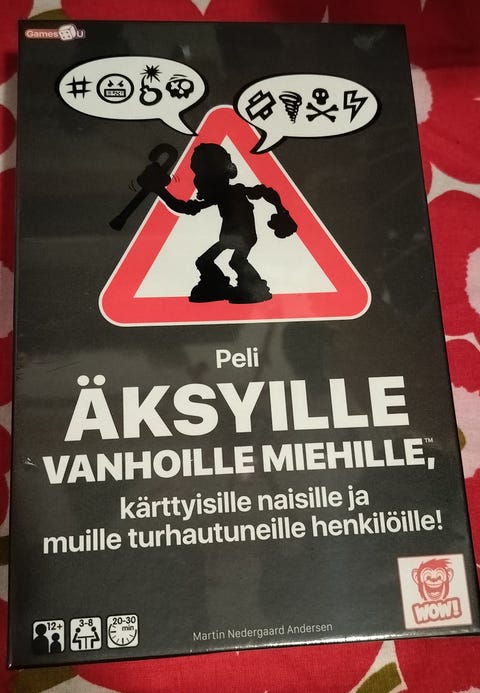 Games4U
#
Peli
ÄKSYILLE
VANHOILLE MIEHILLE,™
kärttyisille naisille ja
muille turhautuneille henkilöille!
12+
3-8
20-30
min
Martin Nedergaard Andersen
WOW!